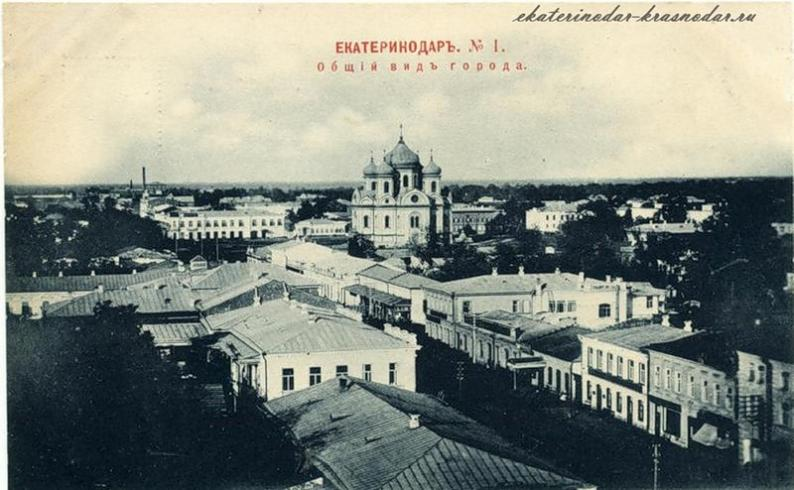 ekaterinodar-krasnodar.ru
ЕКАТЕРИНОДАРЪ. № 1.
Общій видъ города.